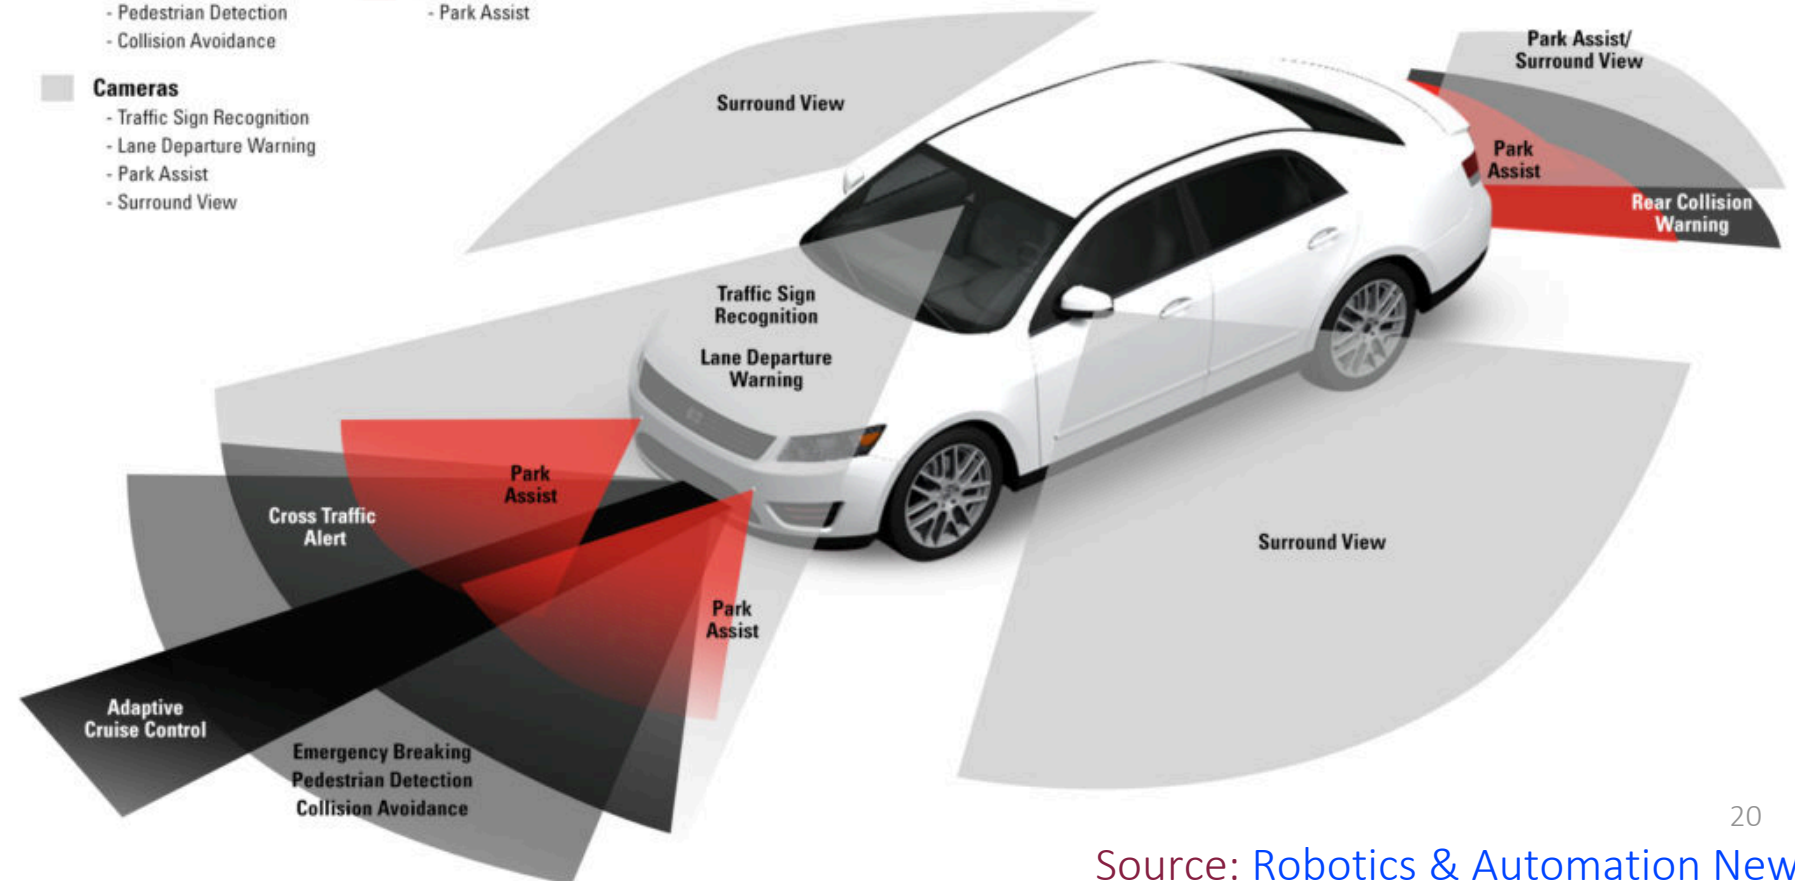 - Pedestrian Detection
- Collision Avoidance
- Park Assist
Cameras
- Traffic Sign Recognition
- Lane Departure Warning
- Park Assist
- Surround View
Surround View
Park Assist/
Surround View
Park
Assist
Rear Collision
Warning
Traffic Sign
Recognition
Lane Departure
Warning
Park
Assist
Cross Traffic
Alert
Park
Assist
Surround View
Adaptive
Cruise Control
Emergency Breaking
Pedestrian Detection
Collision Avoidance
20
Source: Robotics & Automation New